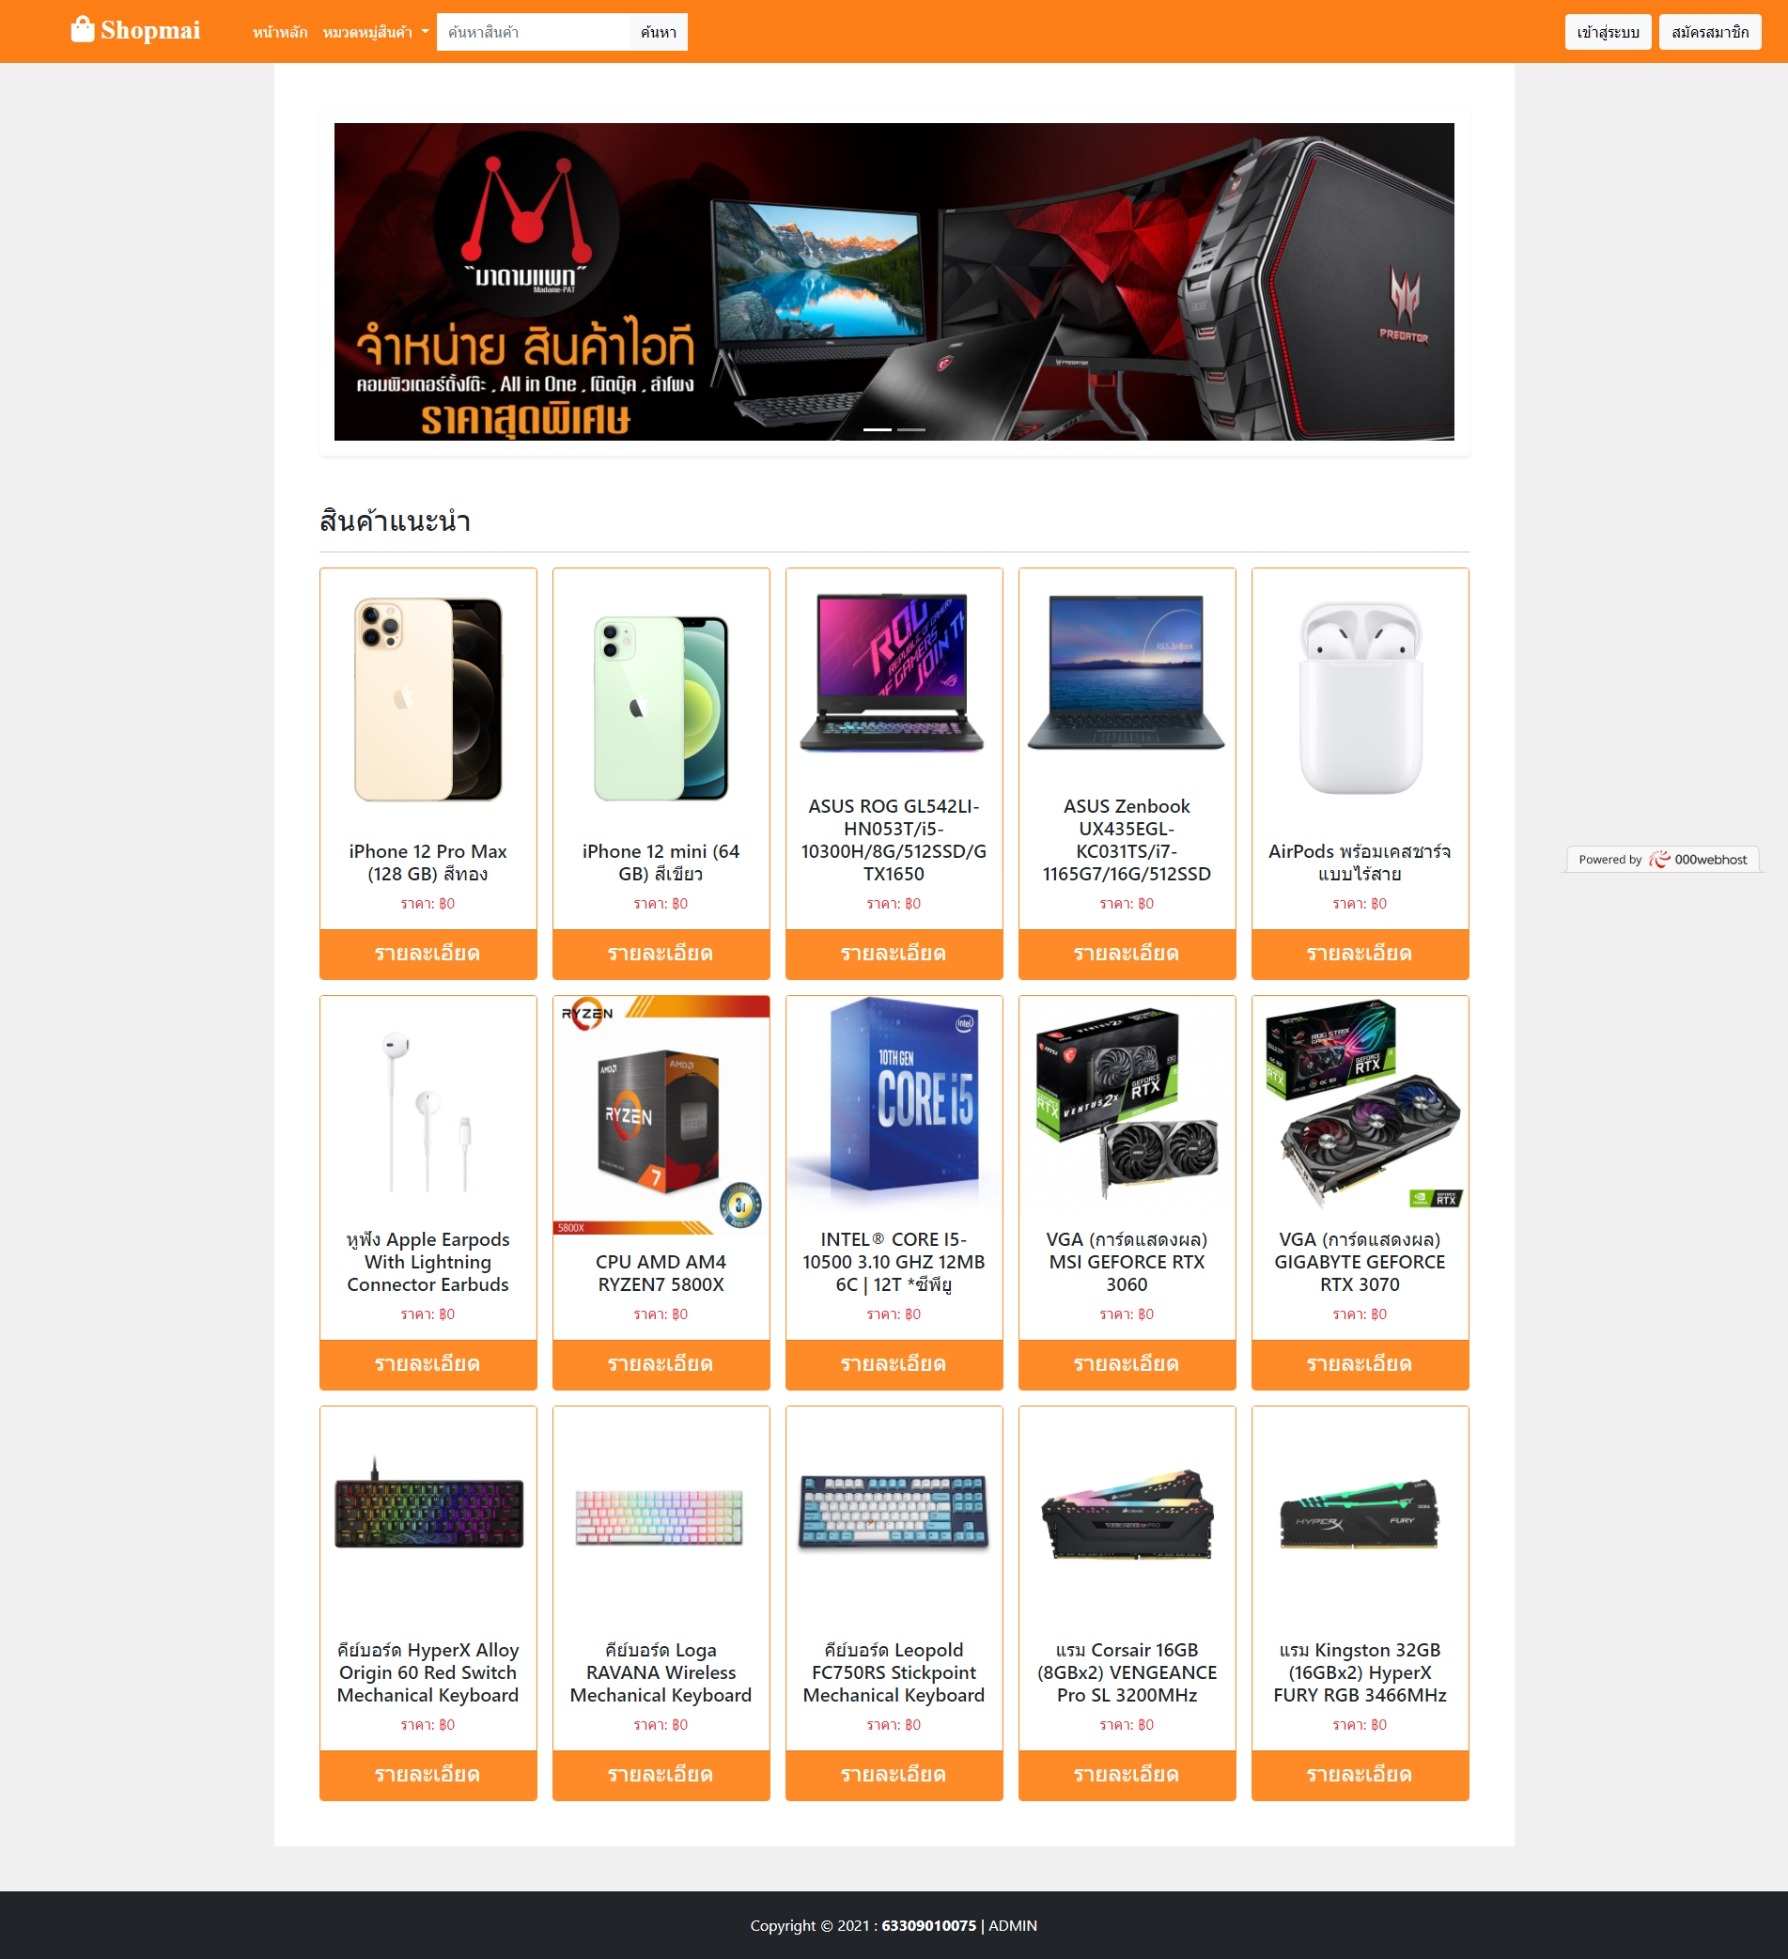 Shopmai
หน้าหลัก
หมวดหมู่สินค้า
ค้นหาสินค้า
ค้นหา
เข้าสู่ระบบ
สมัครสมาชิก
"มาดามแพท"
Madame-PAT
จำหน่าย สินค้าไอที
คอมพิวเตอร์ตั้งโต๊ะ , All in One , โน๊ตบุ๊ค , ลำโพง
ราคาสุดพิเศษ
PREDATOR
สินค้าแนะนำ
iPhone 12 Pro Max
(128 GB) สีทอง
ราคา: ฿0
รายละเอียด
iPhone 12 mini (64
GB) สีเขียว
ราคา: ฿0
รายละเอียด
ASUS ROG GL542LI-
HN053T/i5-
10300H/8G/512SSD/G
TX1650
ราคา: ฿0
รายละเอียด
ASUS Zenbook
UX435EGL-
KC031TS/i7-
1165G7/16G/512SSD
ราคา: ฿0
รายละเอียด
AirPods พร้อมเคสชาร์จ
แบบไร้สาย
ราคา: ฿0
รายละเอียด
Powered by 000webhost
หูฟัง Apple Earpods
With Lightning
Connector Earbuds
ราคา: ฿0
รายละเอียด
RYZEN
AMD
RYZEN
7
5800X
CPU AMD AM4
RYZEN7 5800X
ราคา: ฿0
รายละเอียด
intel
10TH GEN
CORE i5
INTEL® CORE I5-
10500 3.10 GHZ 12MB
6C | 12T *ซีพียู
ราคา: ฿0
รายละเอียด
GEFORCE
RTX
VENTUS 2X
VGA (การ์ดแสดงผล)
MSI GEFORCE RTX
3060
ราคา: ฿0
รายละเอียด
ROG STRIX
GEFORCE
RTX
GEFORCE
RTX
VGA (การ์ดแสดงผล)
GIGABYTE GEFORCE
RTX 3070
ราคา: ฿0
รายละเอียด
คีย์บอร์ด HyperX Alloy
Origin 60 Red Switch
Mechanical Keyboard
ราคา: ฿0
รายละเอียด
คีย์บอร์ด Loga
RAVANA Wireless
Mechanical Keyboard
ราคา: ฿0
รายละเอียด
คีย์บอร์ด Leopold
FC750RS Stickpoint
Mechanical Keyboard
ราคา: ฿0
รายละเอียด
แรม Corsair 16GB
(8GBx2) VENGEANCE
Pro SL 3200MHz
ราคา: ฿0
รายละเอียด
HYPERX
FURY
แรม Kingston 32GB
(16GBx2) HyperX
FURY RGB 3466MHz
ราคา: ฿0
รายละเอียด
Copyright © 2021 : 63309010075 | ADMIN